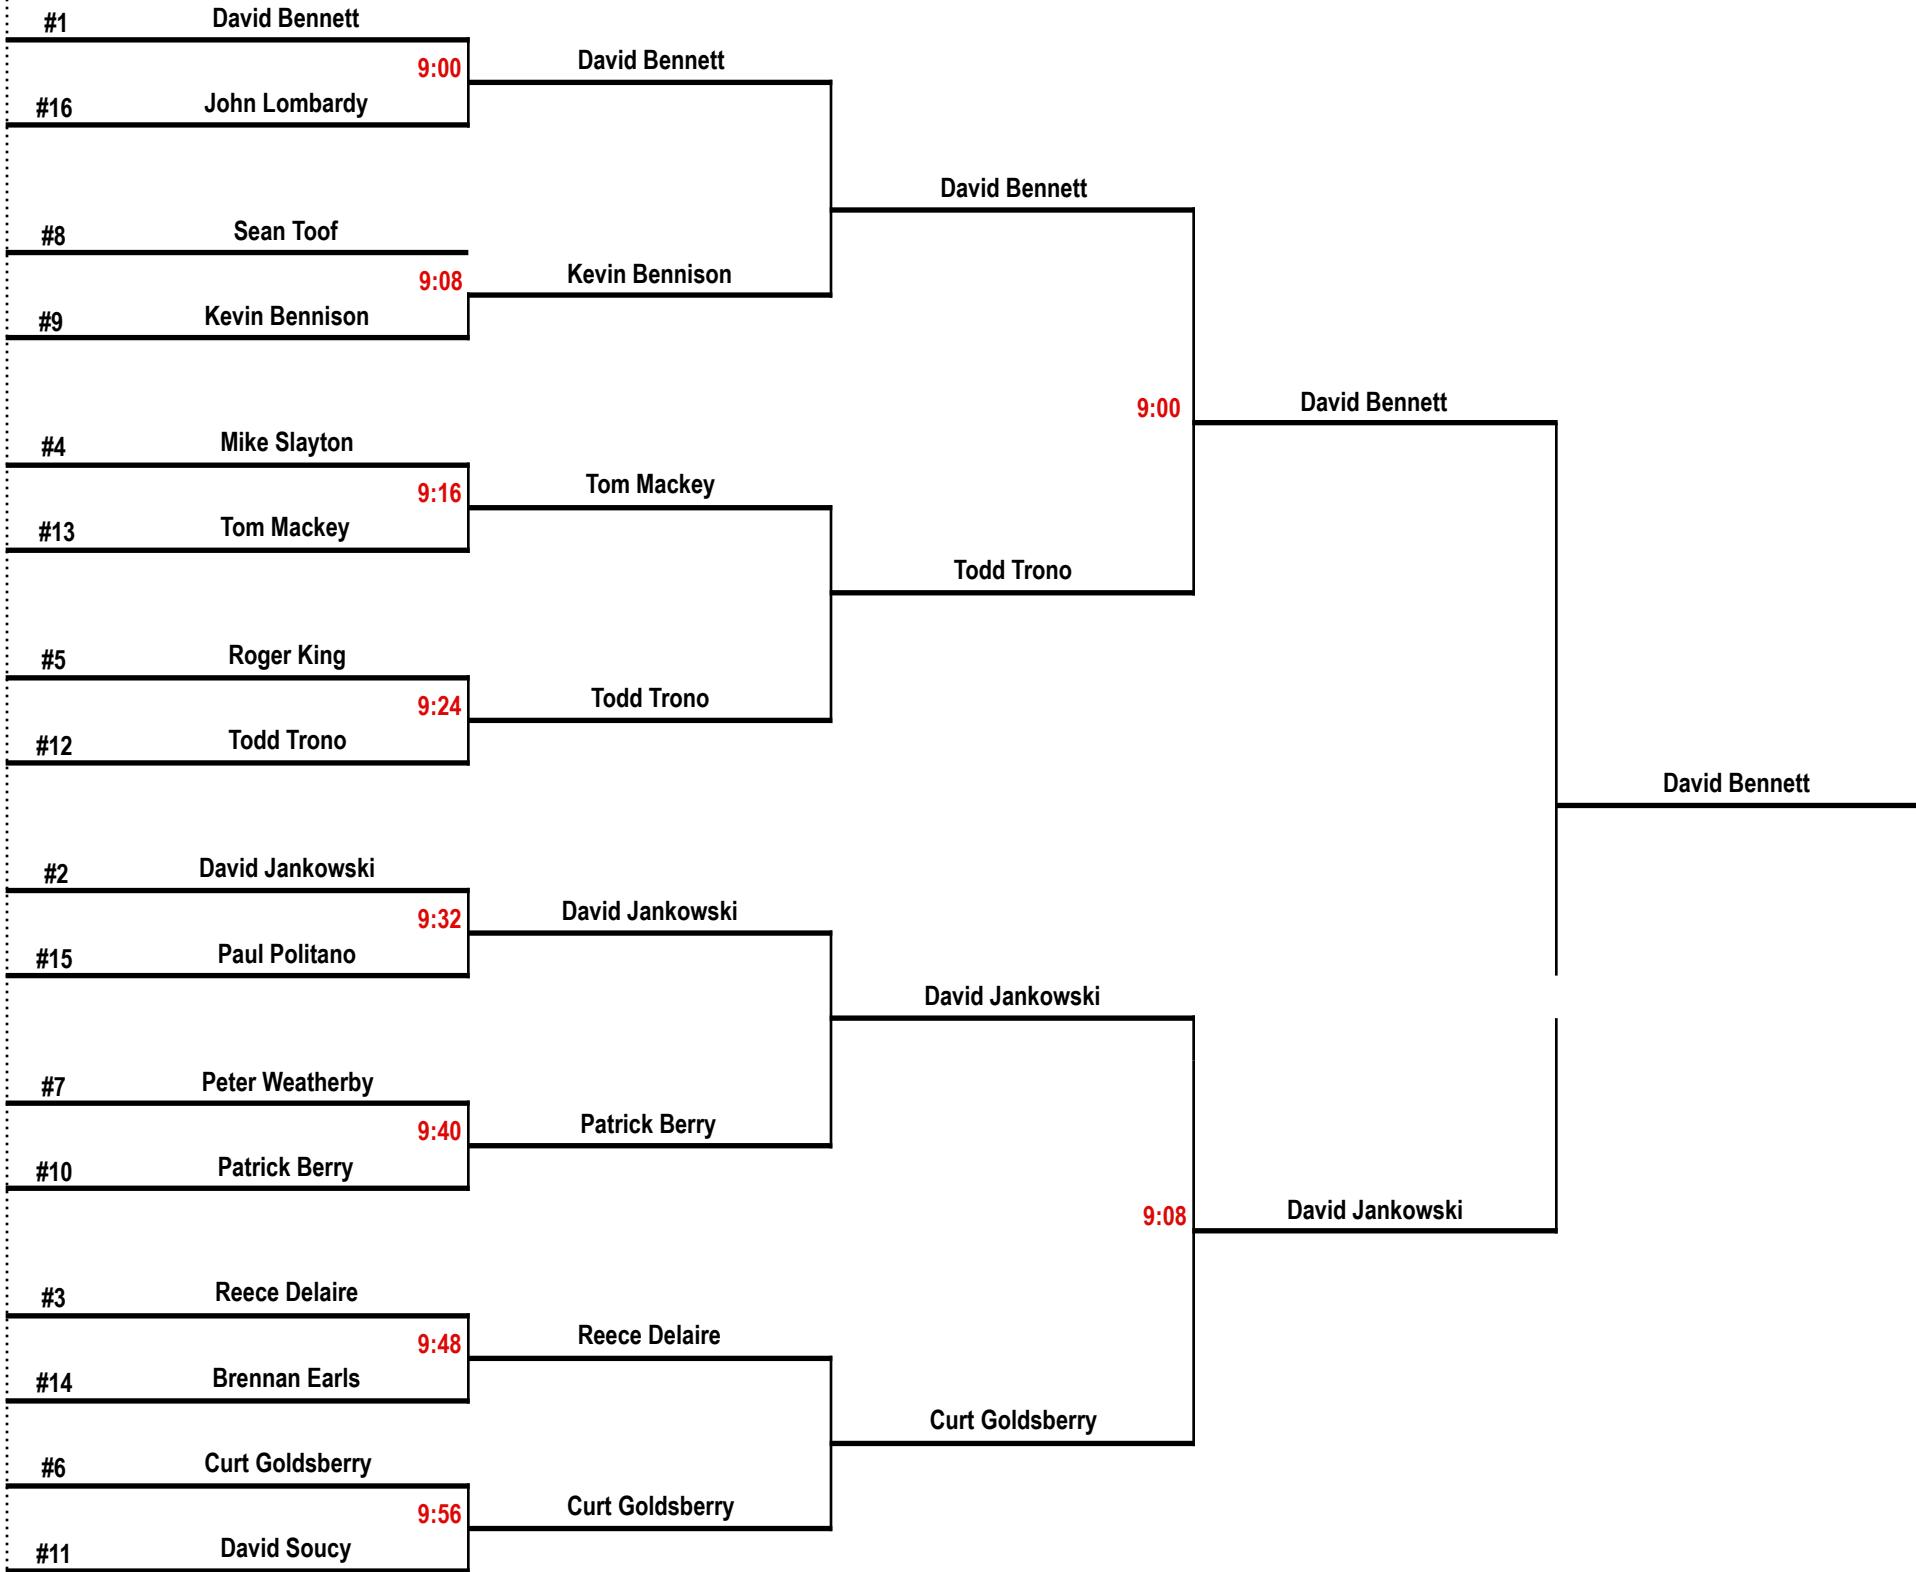 #1 David Bennett
9:00 David Bennett
#16 John Lombardy
David Bennett
#8 Sean Toof
9:08 Kevin Bennison
#9 Kevin Bennison
9:00 David Bennett
#4 Mike Slayton
9:16 Tom Mackey
#13 Tom Mackey
Todd Trono
#5 Roger King
9:24 Todd Trono
#12 Todd Trono
David Bennett
#2 David Jankowski
9:32 David Jankowski
#15 Paul Politano
David Jankowski
#7 Peter Weatherby
9:40 Patrick Berry
#10 Patrick Berry
9:08 David Jankowski
#3 Reece Delaire
9:48 Reece Delaire
#14 Brennan Earls
Curt Goldsberry
#6 Curt Goldsberry
9:56 Curt Goldsberry
#11 David Soucy